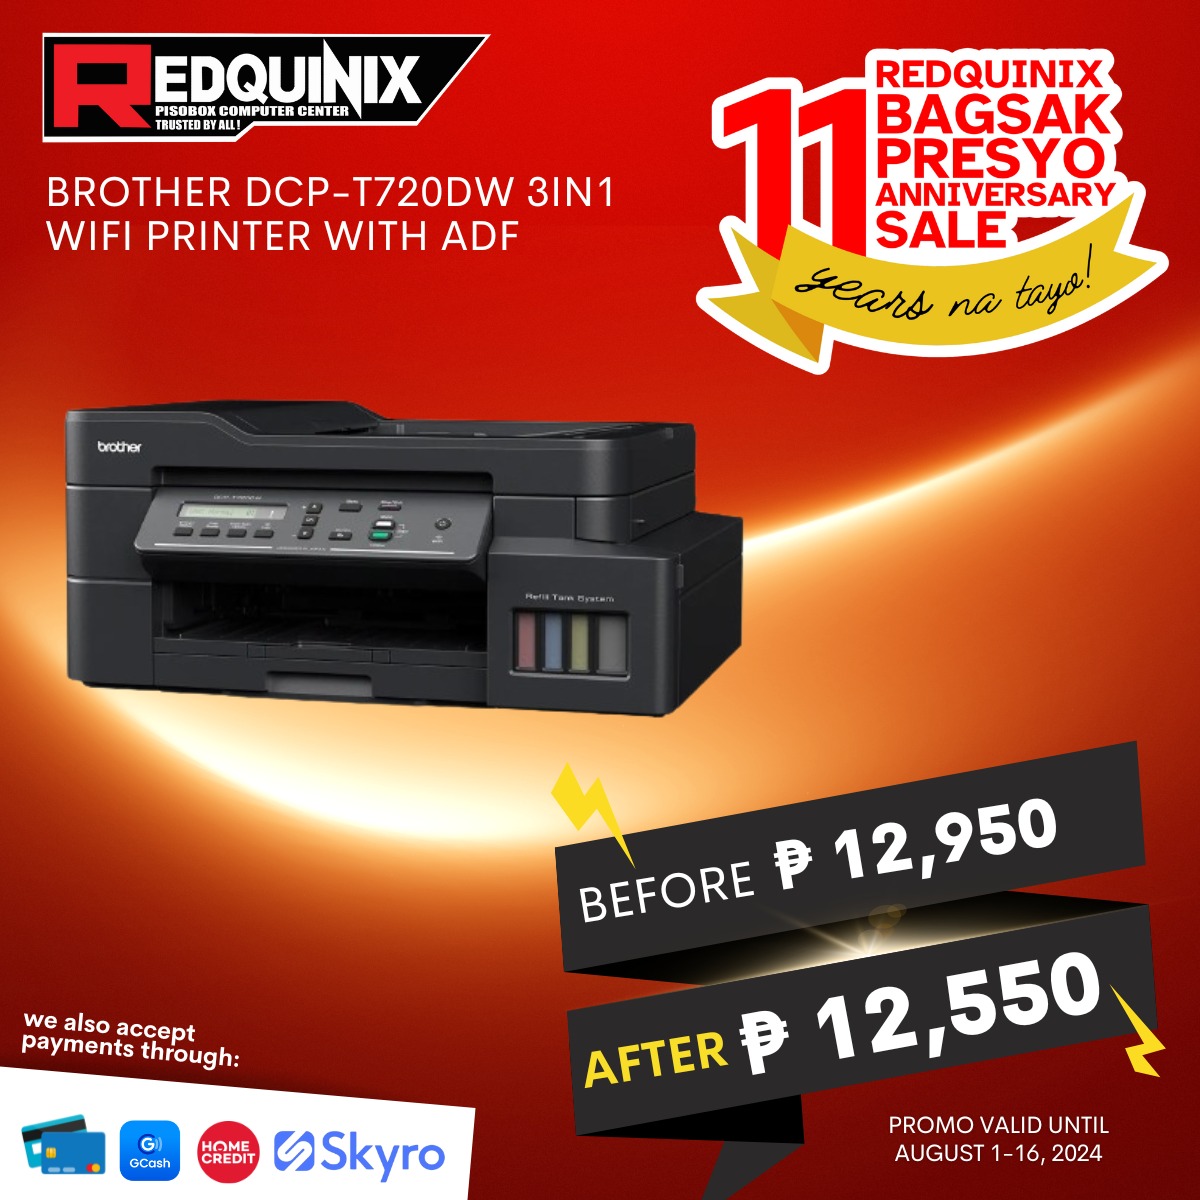 REDQUINIX
PISOBOX COMPUTER CENTER
TRUSTED BY ALL!
BROTHER DCP-T720DW 3IN1
WIFI PRINTER WITH ADF
11
REDQUINIX
BAGSAK
PRESYO
ANNIVERSARY
SALE
years na tayo!
brother
DCP-T720DW
Refill Tank System
BEFORE ₱ 12,950
AFTER ₱ 12,550
we also accept
payments through:
G
GCash
HOME
CREDIT
Skyro
PROMO VALID UNTIL
AUGUST 1-16, 2024